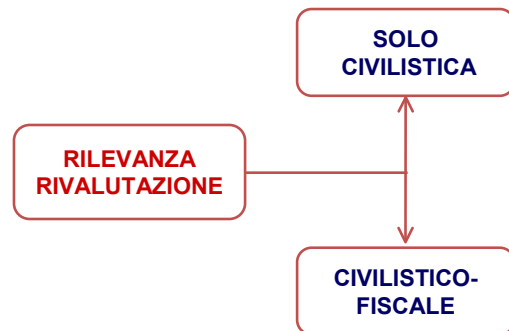 SOLO
CIVILISTICA
RILEVANZA
RIVALUTAZIONE
CIVILISTICO-
FISCALE